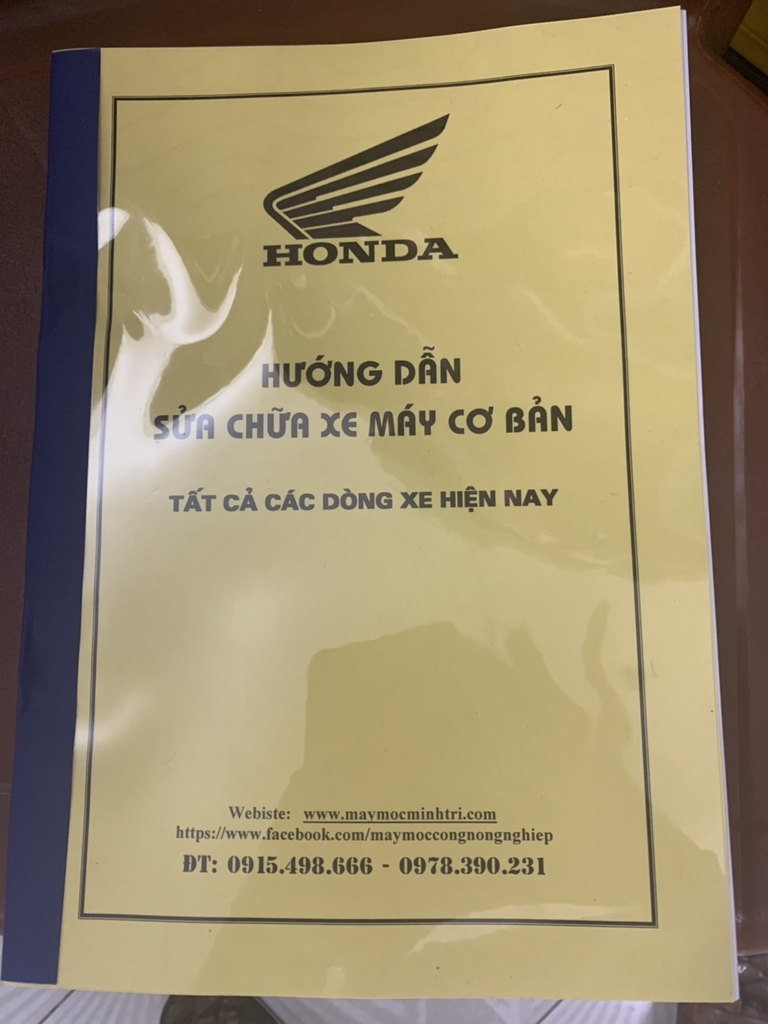 HONDA
HƯỚNG DẪN
SỬA CHỮA XE MÁY CƠ BẢN
TẤT CẢ CÁC DÒNG XE HIỆN NAY
Webiste: www.maymocminhtri.com
https://www.facebook.com/maymoccongnongnghiep
ĐT: 0915.498.666 - 0978.390.231